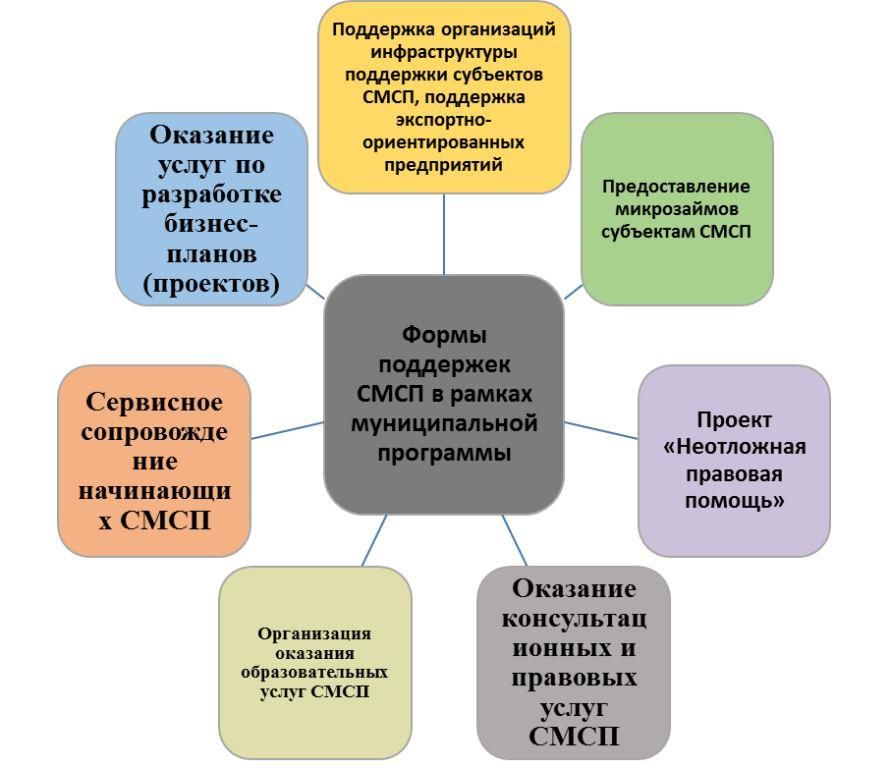 Поддержка организаций
инфраструктуры
поддержки субъектов
СМСП, поддержка
экспортно-
ориентированных
предприятий
Оказание
услуг по
разработке
бизнес-
планов
(проектов)
Предоставление
микрозаймов
субъектам СМСП
Формы
поддержек
СМСП в рамках
муниципальной
программы
Сервисное
сопровожде
ние
начинающи
х СМСП
Проект
«Неотложная
правовая
помощь»
Организация
оказания
образовательных
услуг СМСП
Оказание
консультац
ионных и
правовых
услуг
СМСП